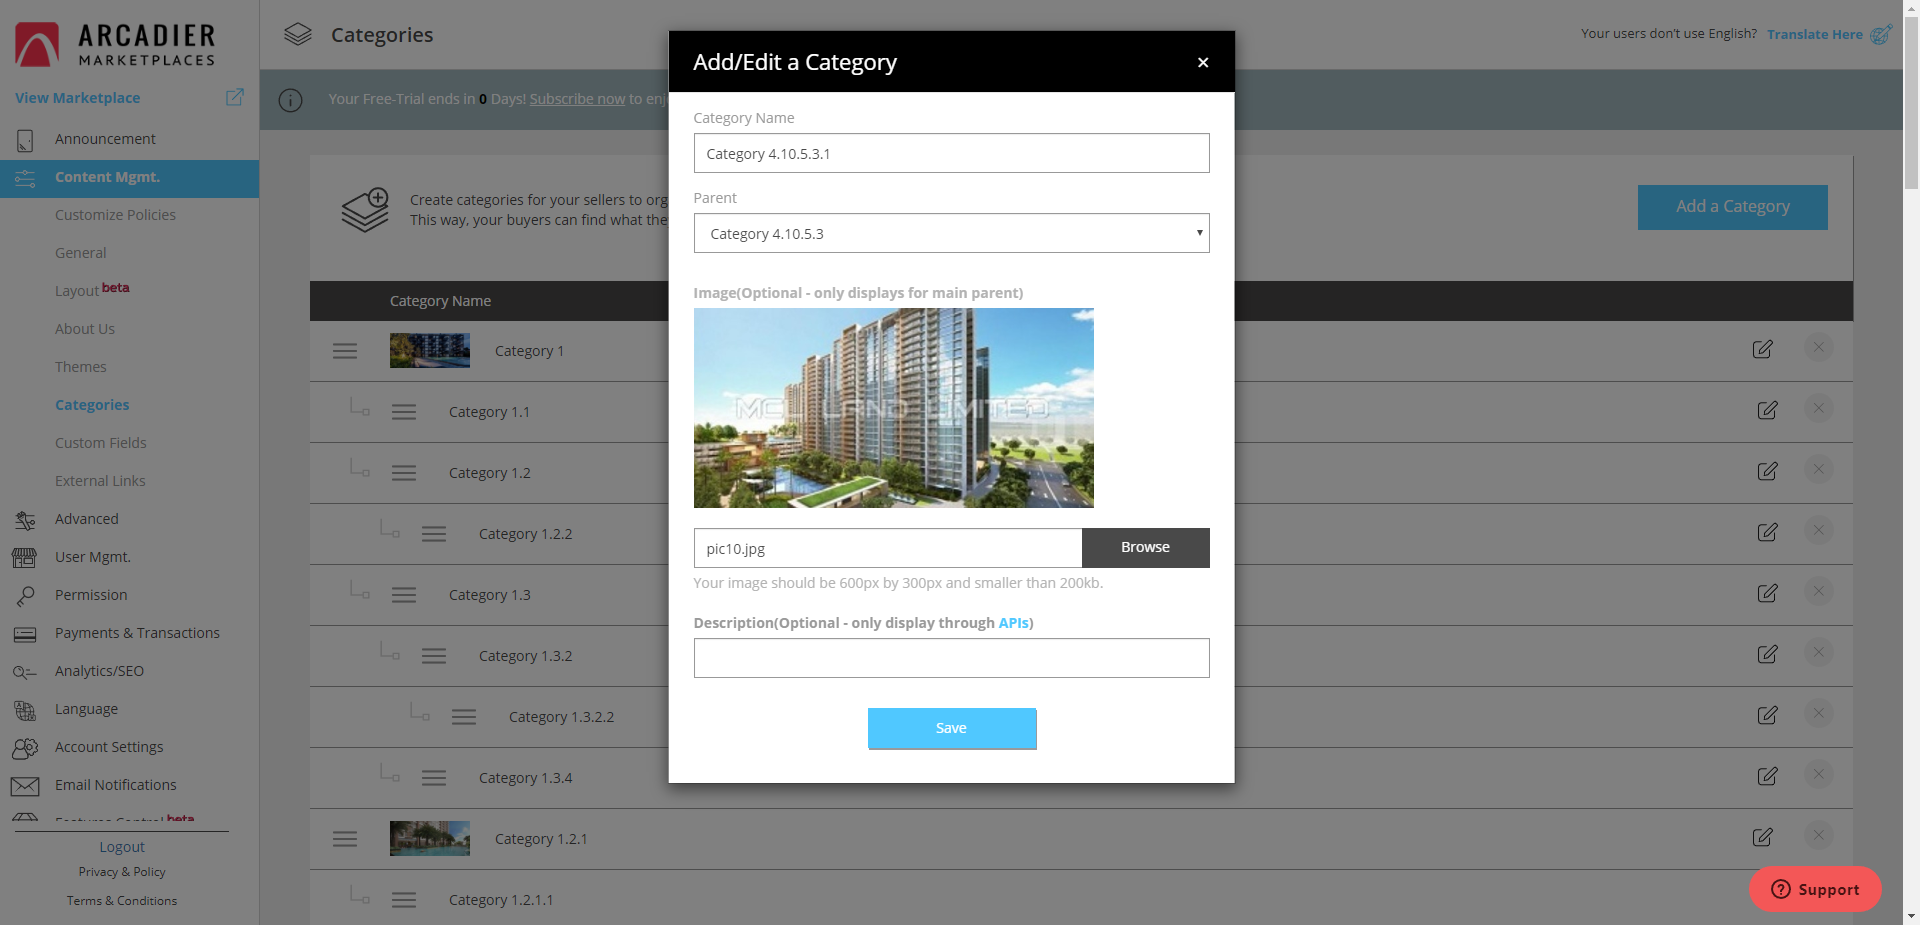 ARCADIER
MARKETPLACES
View Marketplace
Announcement
Content Mgmt.
Customize Policies
General
Layout beta
About Us
Themes
Categories
Custom Fields
External Links
Advanced
User Mgmt.
Permission
Payments & Transactions
Analytics/SEO
Language
Account Settings
Email Notifications
Features Control beta
Logout
Privacy & Policy
Terms & Conditions
Categories
Your users don't use English? Translate Here
Your Free-Trial ends in 0 Days! Subscribe now to enj
Create categories for your sellers to org
This way, your buyers can find what the
Add a Category
Category Name
Category 1
Category 1.1
Category 1.2
Category 1.2.2
Category 1.3
Category 1.3.2
Category 1.3.2.2
Category 1.3.4
Category 1.2.1
Category 1.2.1.1
Add/Edit a Category
Category Name
Category 4.10.5.3.1
Parent
Category 4.10.5.3
Image(Optional - only displays for main parent)
MCL LAND LIMITED
pic10.jpg
Browse
Your image should be 600px by 300px and smaller than 200kb.
Description(Optional - only display through APIs)
Save
Support